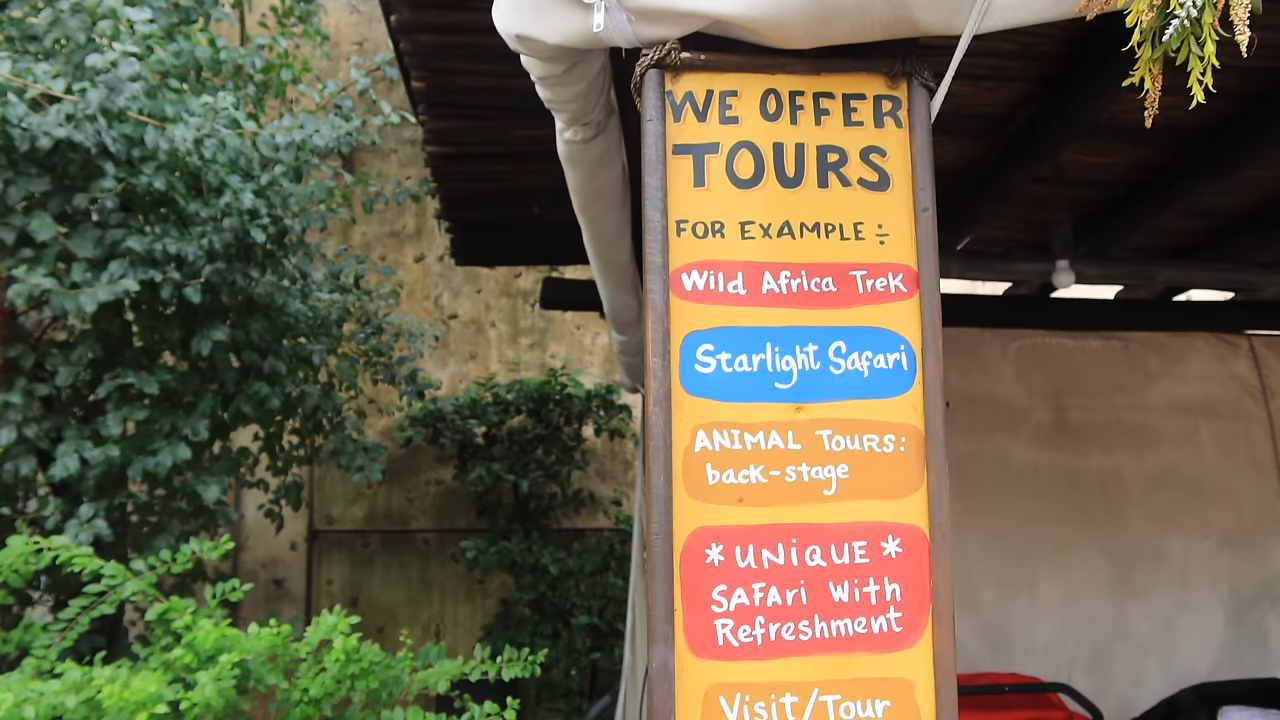 WE OFFER
TOURS
FOR EXAMPLE ÷
Wild Africa Trek
Starlight Safari
ANIMAL TOURS:
back-stage
* UNiQUE *
SAFAri With
Refreshment
Visit/Tour